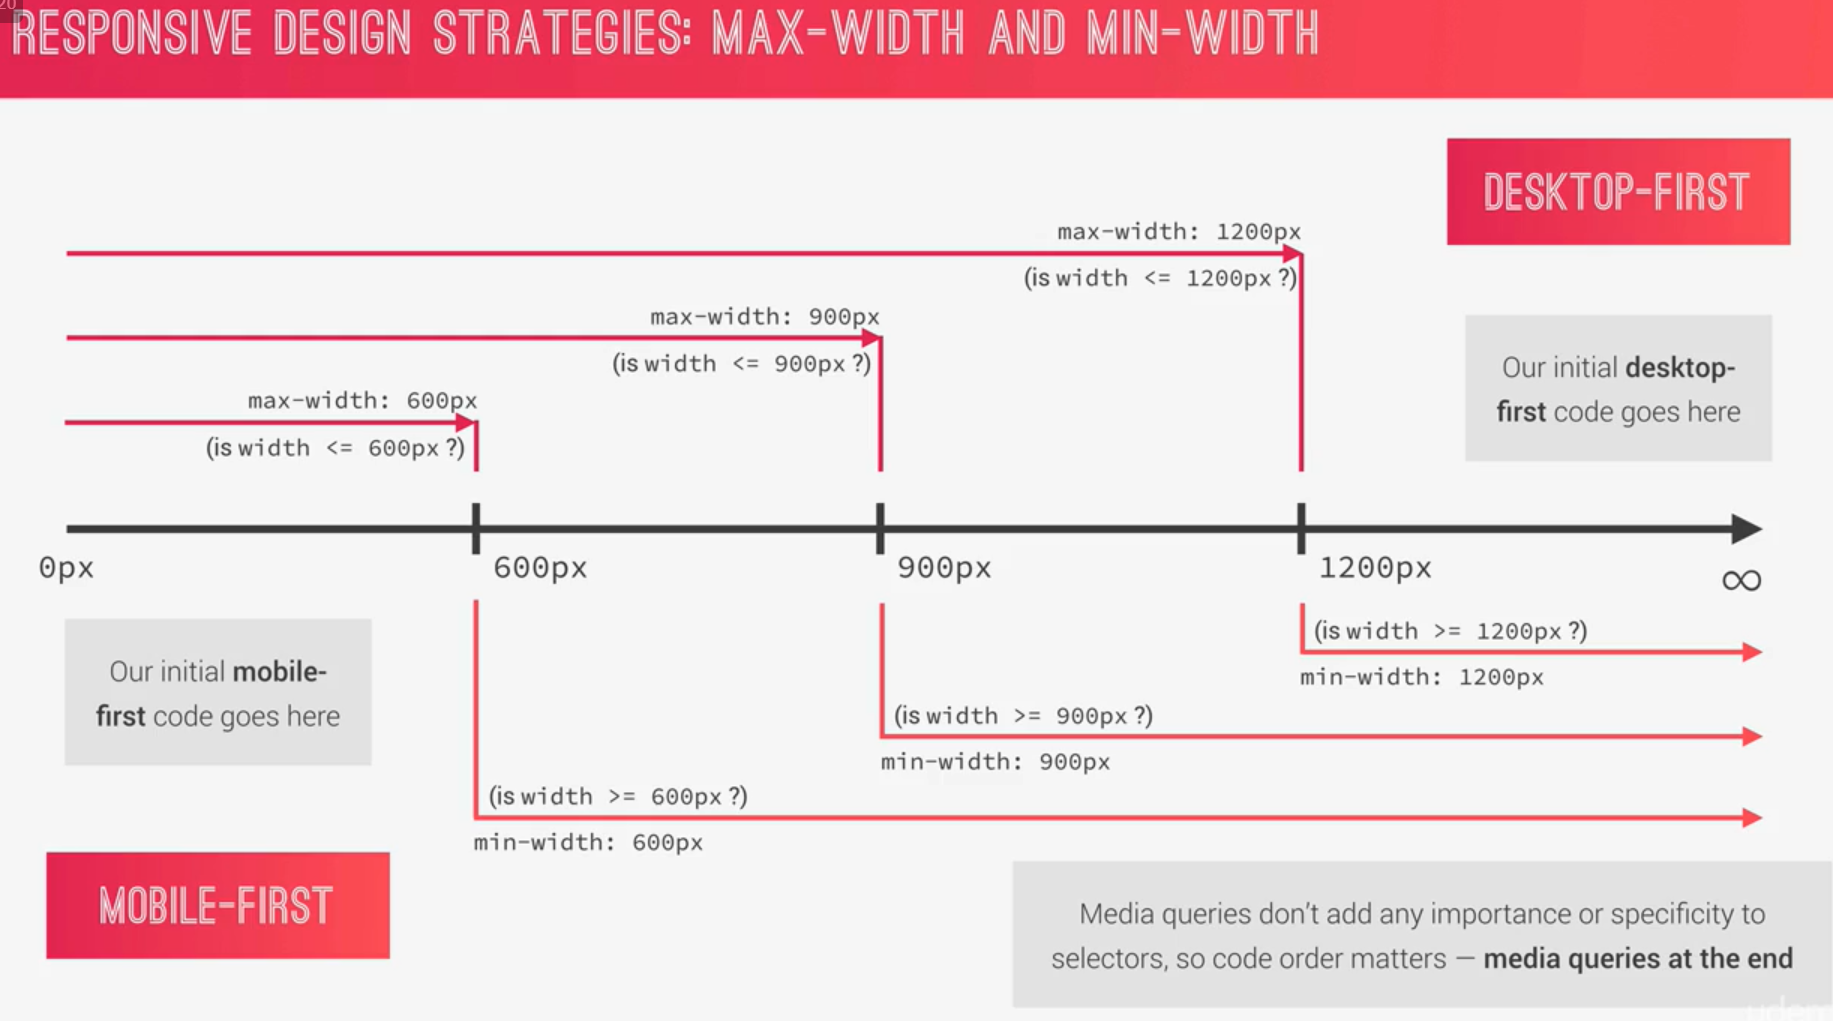 20
RESPONSIVE DESIGN STRATEGIES: MAX-WIDTH AND MIN-WIDTH
DESKTOP-FIRST
max-width: 1200px
(is width <= 1200px ?)
max-width: 900px
(is width <= 900px ?)
Our initial desktop-
first code goes here
max-width: 600px
(is width <= 600px ?)
0px
600px
900px
1200px
∞
(is width >= 1200px ?)
min-width: 1200px
Our initial mobile-
first code goes here
(is width >= 900px ?)
min-width: 900px
(is width >= 600px ?)
min-width: 600px
MOBILE-FIRST
Media queries don’t add any importance or specificity to
selectors, so code order matters — media queries at the end